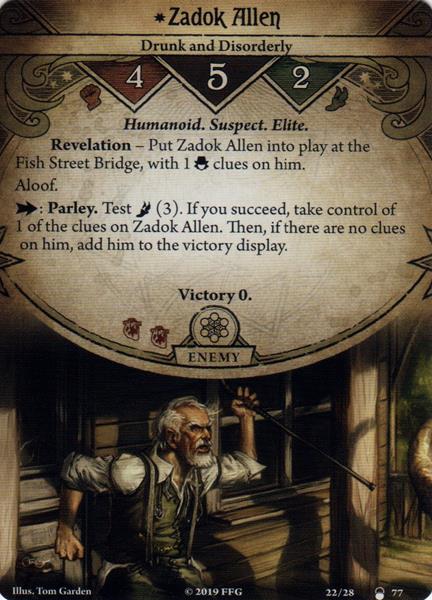 Zadok Allen
Drunk and Disorderly
4 5 2
Humanoid. Suspect. Elite.
Revelation – Put Zadok Allen into play at the
Fish Street Bridge, with 1 clues on him.
Aloof.
: Parley. Test (3). If you succeed, take control of
1 of the clues on Zadok Allen. Then, if there are no clues
on him, add him to the victory display.
Victory 0.
ENEMY
Illus. Tom Garden © 2019 FFG 22/28 77